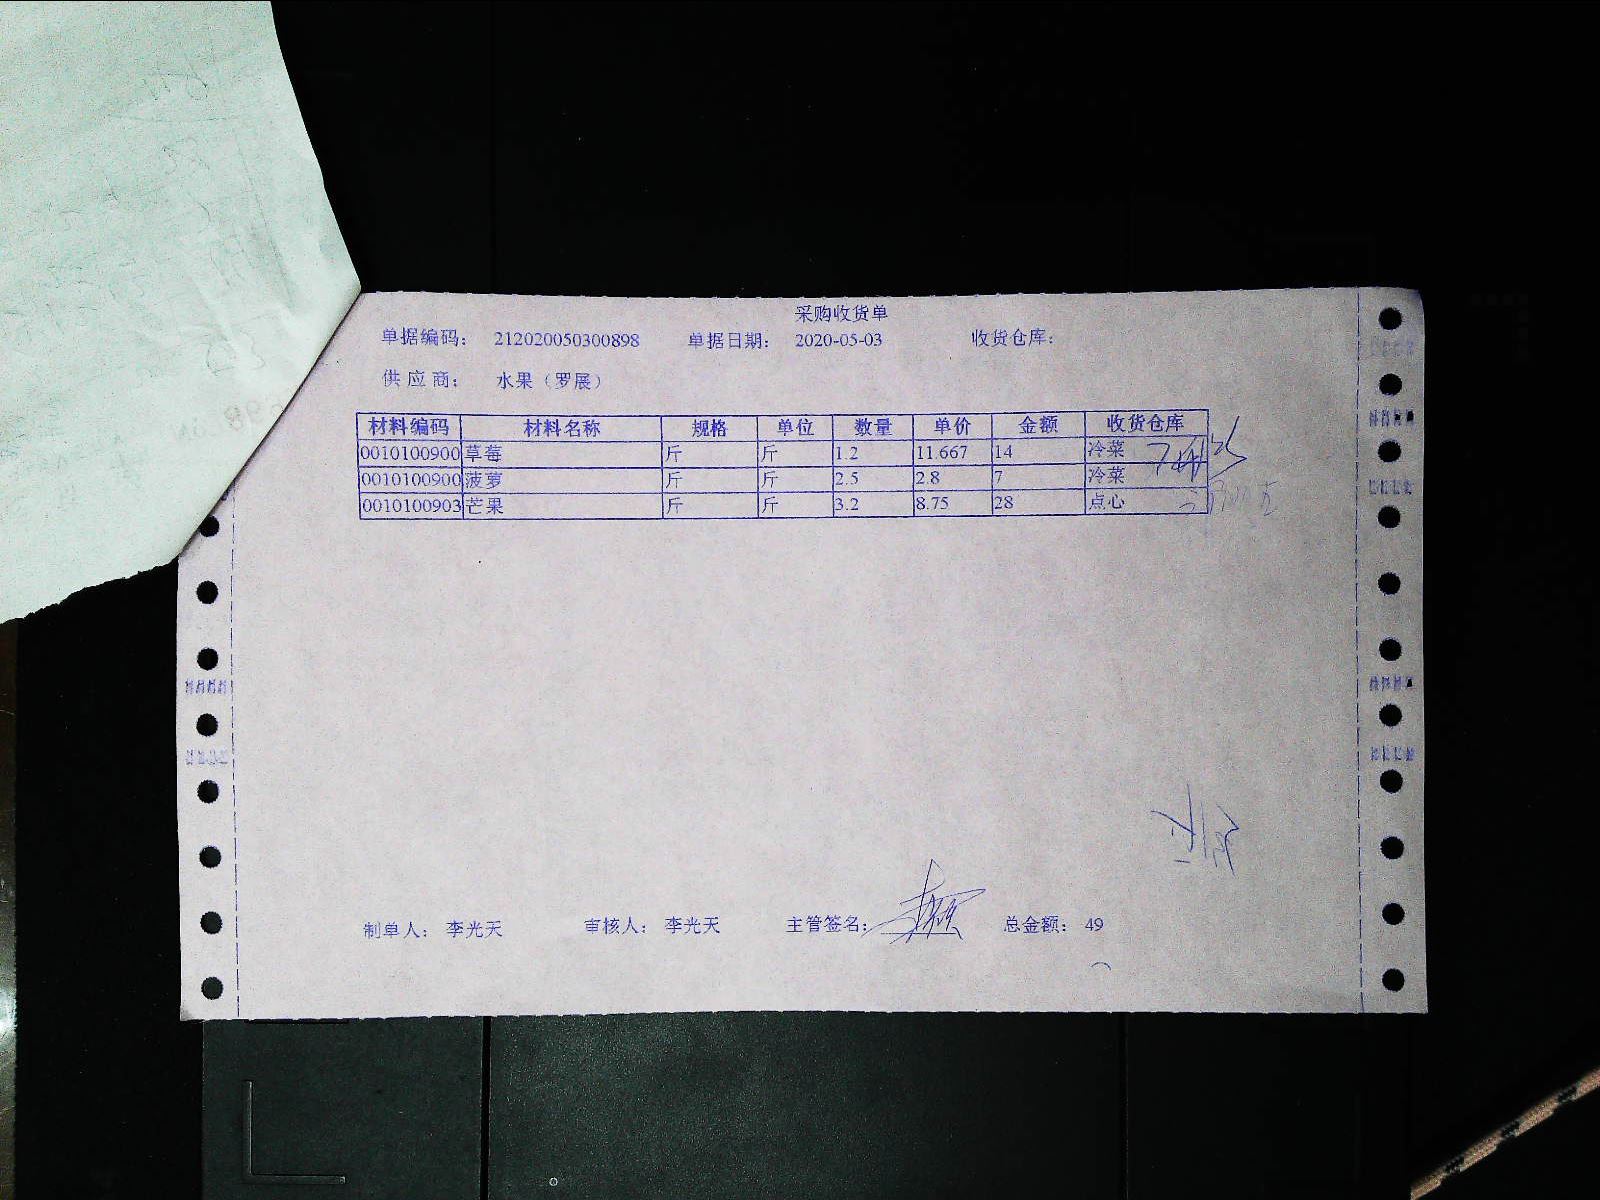 采购收货单
单据编码： 212020050300898 单据日期： 2020-05-03 收货仓库：
供应商： 水果（罗展）
材料编码 材料名称 规格 单位 数量 单价 金额 收货仓库
0010100900 草莓 斤 斤 1.2 11.667 14 冷菜
0010100900 菠萝 斤 斤 2.5 2.8 7 冷菜
0010100903 芒果 斤 斤 3.2 8.75 28 点心
制单人： 李光天 审核人： 李光天 主管签名： 总金额： 49